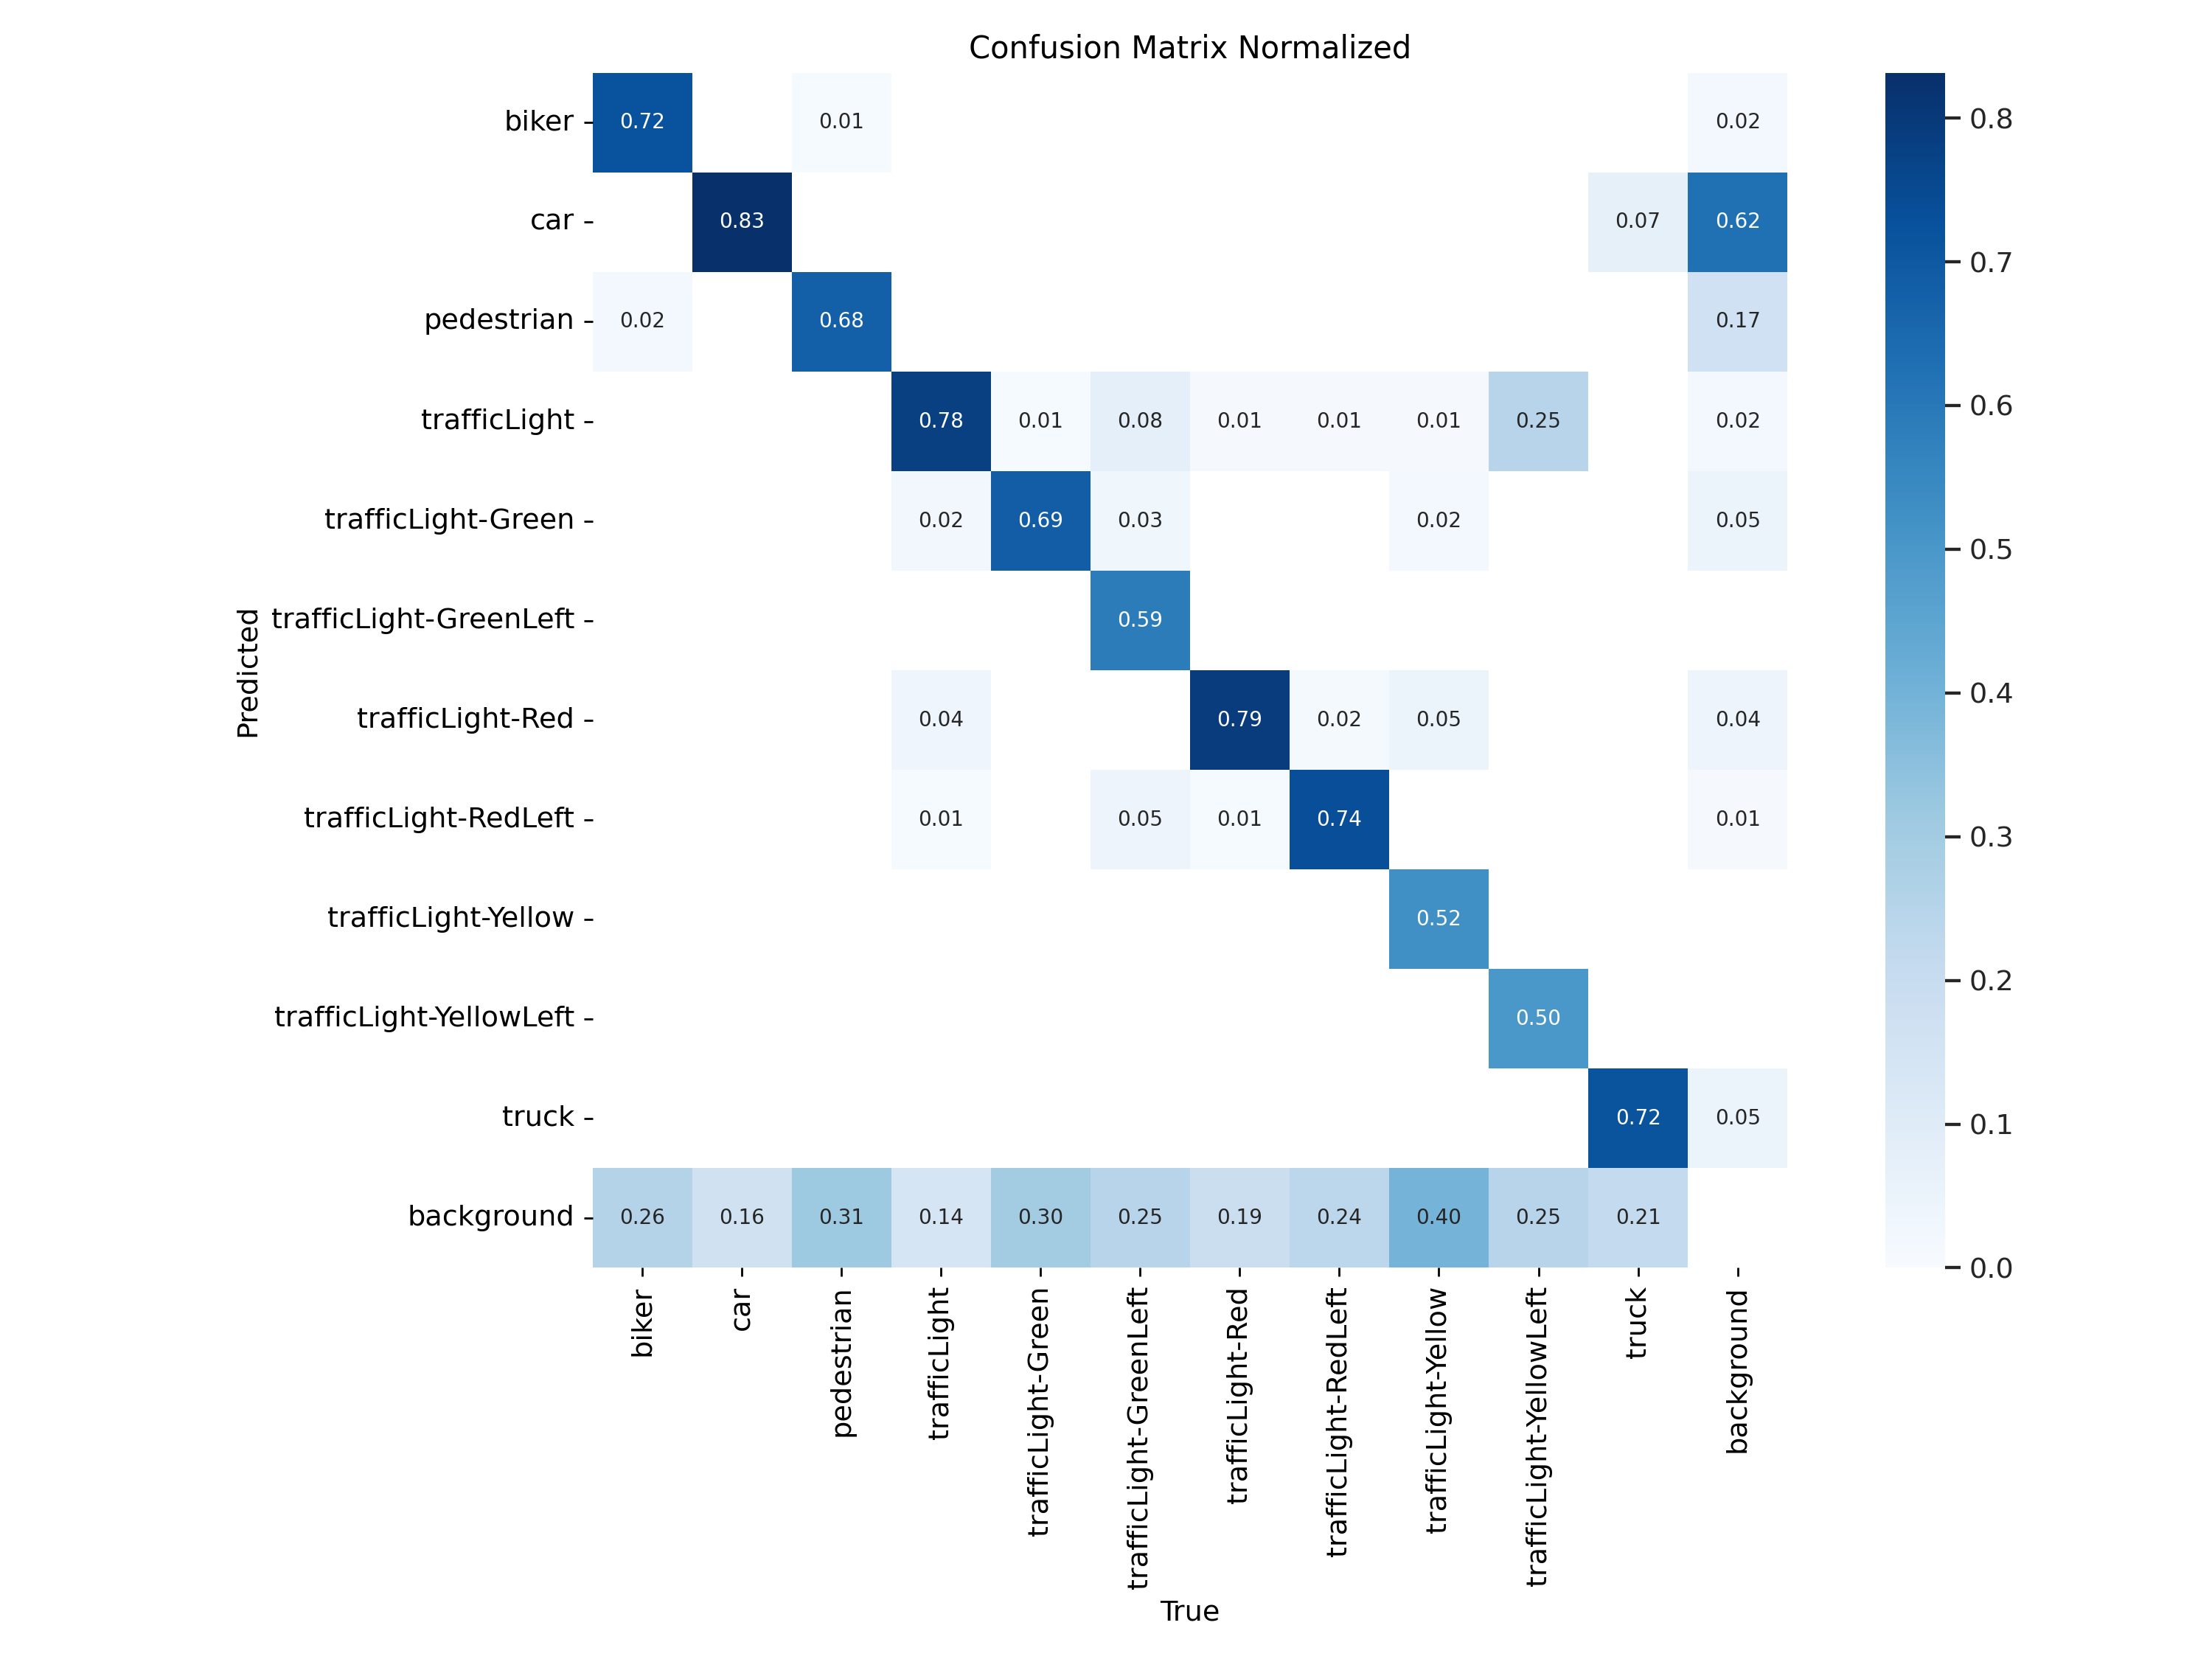 Confusion Matrix Normalized
biker 0.72 0.01 0.02
car 0.83 0.07 0.62
pedestrian 0.02 0.68 0.17
trafficLight 0.78 0.01 0.08 0.01 0.01 0.01 0.25 0.02
trafficLight-Green 0.02 0.69 0.03 0.02 0.05
trafficLight-GreenLeft 0.59
trafficLight-Red 0.04 0.79 0.02 0.05 0.04
trafficLight-RedLeft 0.01 0.05 0.01 0.74 0.01
trafficLight-Yellow 0.52
trafficLight-YellowLeft 0.50
truck 0.72 0.05
background 0.26 0.16 0.31 0.14 0.30 0.25 0.19 0.24 0.40 0.25 0.21
Predicted
biker
car
pedestrian
trafficLight
trafficLight-Green
trafficLight-GreenLeft
trafficLight-Red
trafficLight-RedLeft
trafficLight-Yellow
trafficLight-YellowLeft
truck
background
True
0.8
0.7
0.6
0.5
0.4
0.3
0.2
0.1
0.0